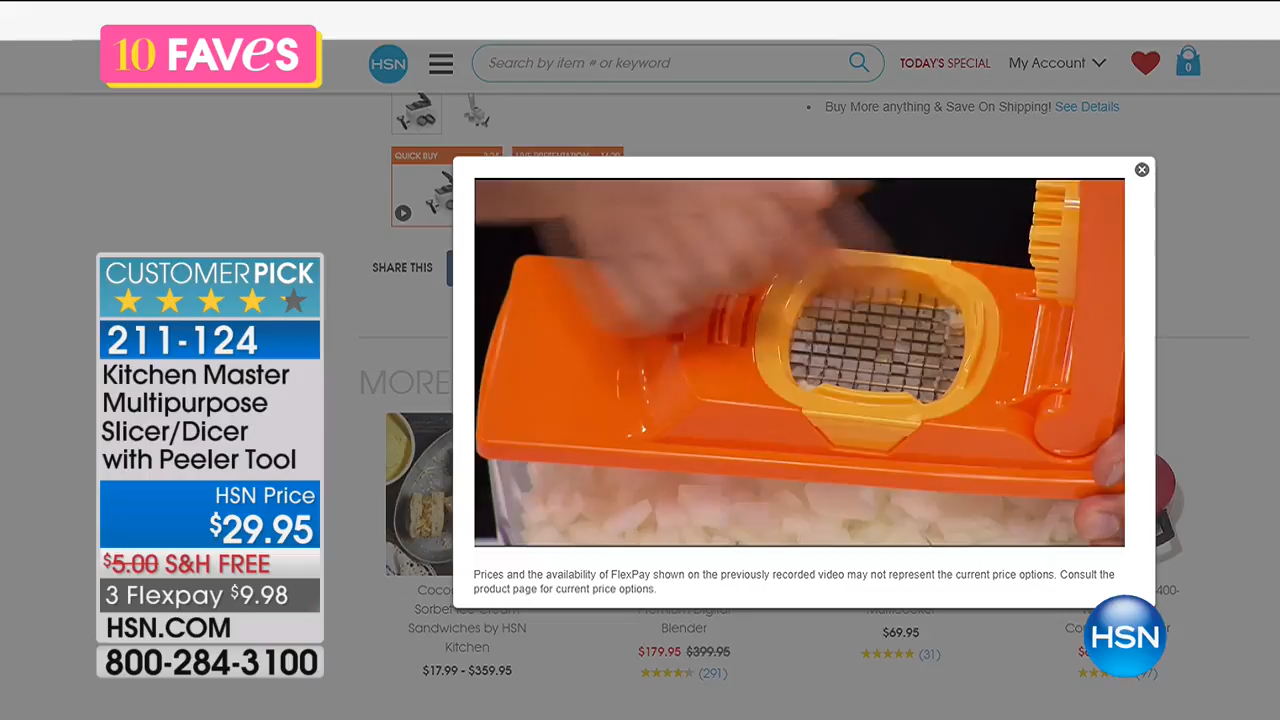 10 FAVeS
HSN
Search by item # or keyword
TODAY'S SPECIAL
My Account
0
Buy More anything & Save On Shipping! See Details
QUICK BUY
LIVE PRESENTATION
SHARE THIS
CUSTOMER PICK
211-124
Kitchen Master
Multipurpose
Slicer/Dicer
with Peeler Tool
HSN Price
$29.95
$5.00 S&H FREE
3 Flexpay $9.98
HSN.COM
800-284-3100
MORE
Prices and the availability of FlexPay shown on the previously recorded video may not represent the current price options. Consult the
product page for current price options.
Sandwiches by HSN
Kitchen
$17.99 - $359.95
Premium Digital
Blender
$179.95 $399.95
(291)
$69.95
(31)
HSN